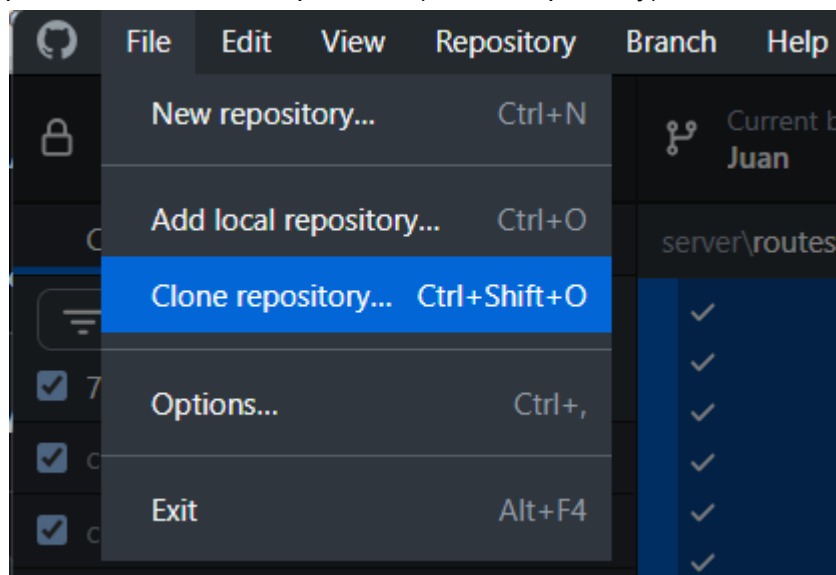 File Edit View Repository Branch Help
New repository... Ctrl+N
Current b
Juan
Add local repository... Ctrl+O
C
server\routes
Clone repository... Ctrl+Shift+O
7
Options... Ctrl+,
c
Exit Alt+F4
c